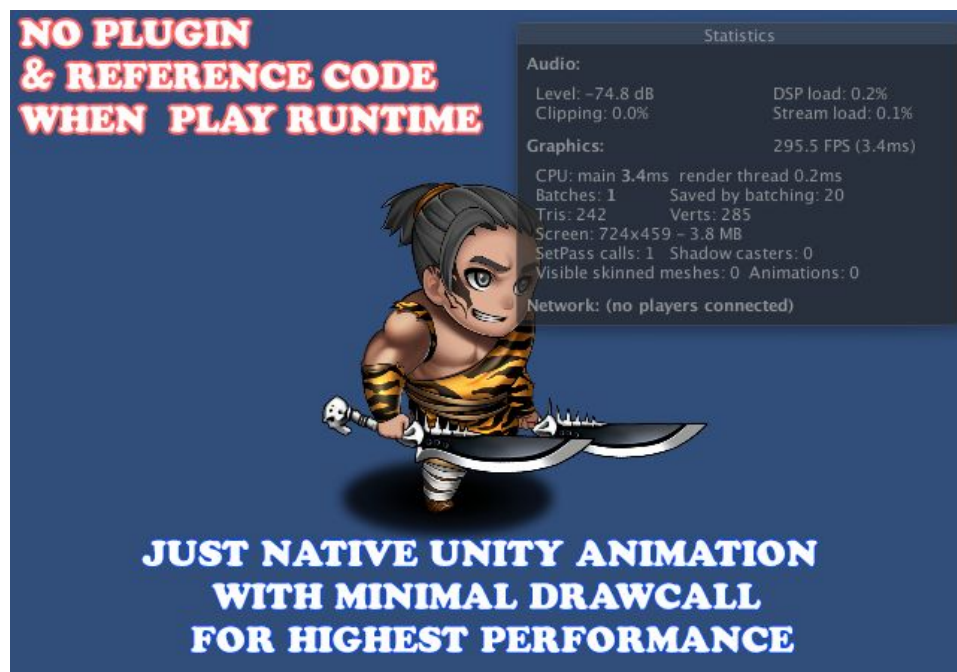 NO PLUGIN
& REFERENCE CODE
WHEN PLAY RUNTIME
Statistics
Audio:
Level: -74.8 dB DSP load: 0.2%
Clipping: 0.0% Stream load: 0.1%
Graphics: 295.5 FPS (3.4ms)
CPU: main 3.4ms render thread 0.2ms
Batches: 1 Saved by batching: 20
Tris: 242 Verts: 285
Screen: 724x459 - 3.8 MB
SetPass calls: 1 Shadow casters: 0
Visible skinned meshes: 0 Animations: 0
Network: (no players connected)
JUST NATIVE UNITY ANIMATION
WITH MINIMAL DRAWCALL
FOR HIGHEST PERFORMANCE